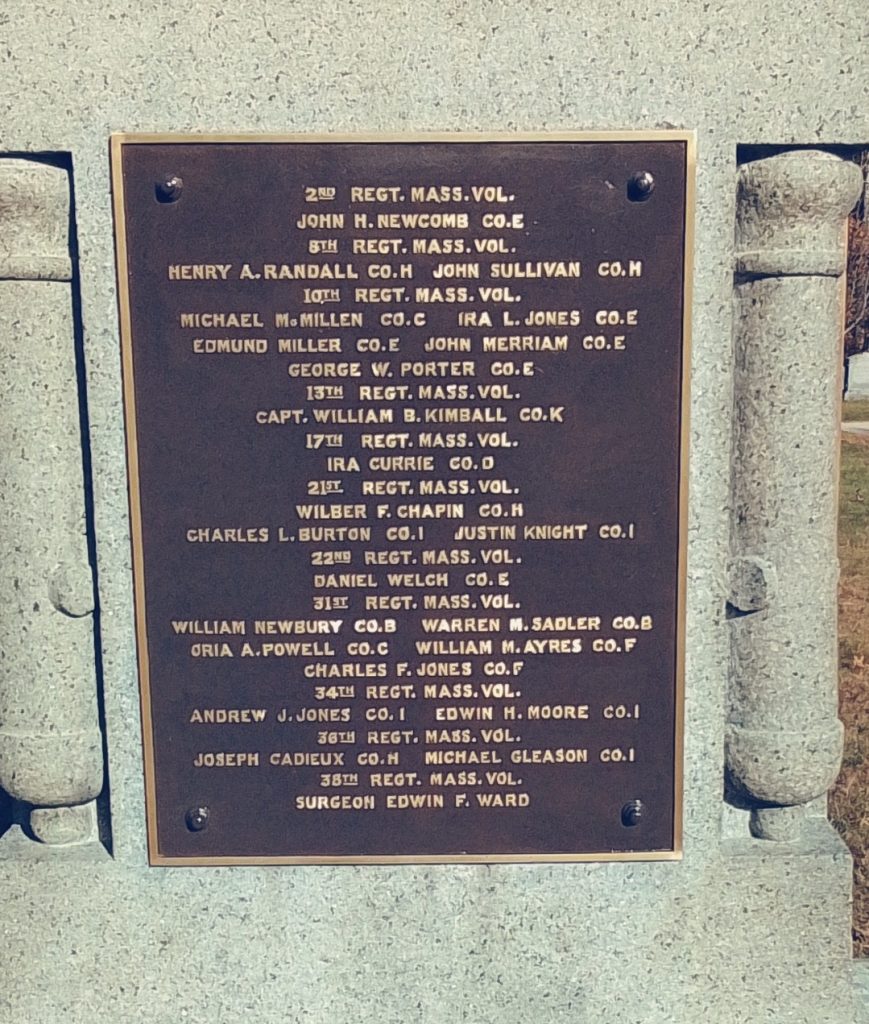 2ND REGT. MASS. VOL.
JOHN H. NEWCOMB CO. E
8TH REGT. MASS. VOL.
HENRY A. RANDALL CO. H JOHN SULLIVAN CO. H
10TH REGT. MASS. VOL.
MICHAEL McMILLEN CO. C IRA L. JONES CO. E
EDMUND MILLER CO. E JOHN MERRIAM CO. E
GEORGE W. PORTER CO. E
13TH REGT. MASS. VOL.
CAPT. WILLIAM B. KIMBALL CO. K
17TH REGT. MASS. VOL.
IRA CURRIE CO. D
21ST. REGT. MASS. VOL.
WILBER F. CHAPIN CO. H
CHARLES L. BURTON CO. I JUSTIN KNIGHT CO. I
22ND REGT. MASS. VOL.
DANIEL WELCH CO. E
31ST REGT. MASS. VOL.
WILLIAM NEWBURY CO. B WARREN M. SADLER CO. B
ORIA A. POWELL CO. C WILLIAM M. AYRES CO. F
CHARLES F. JONES CO. F
34TH REGT. MASS. VOL.
ANDREW J. JONES CO. I EDWIN H. MOORE CO. I
36TH REGT. MASS. VOL.
JOSEPH CADIEUX CO. H MICHAEL GLEASON CO. I
38TH REGT. MASS. VOL.
SURGEON EDWIN F. WARD